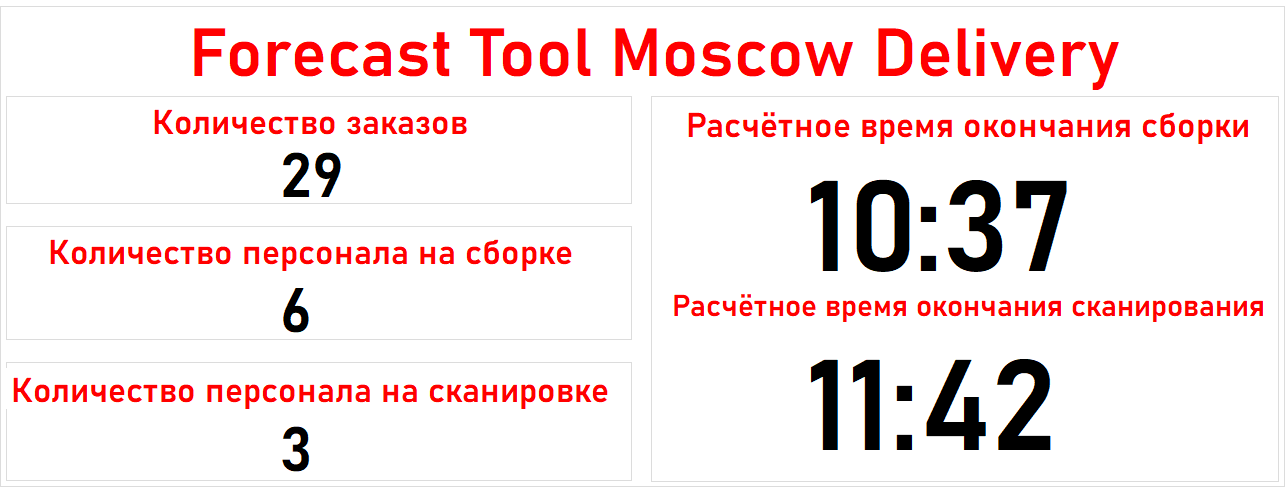 Forecast Tool Moscow Delivery
Количество заказов
29
Количество персонала на сборке
6
Количество персонала на сканировке
3
Расчётное время окончания сборки
10:37
Расчётное время окончания сканирования
11:42